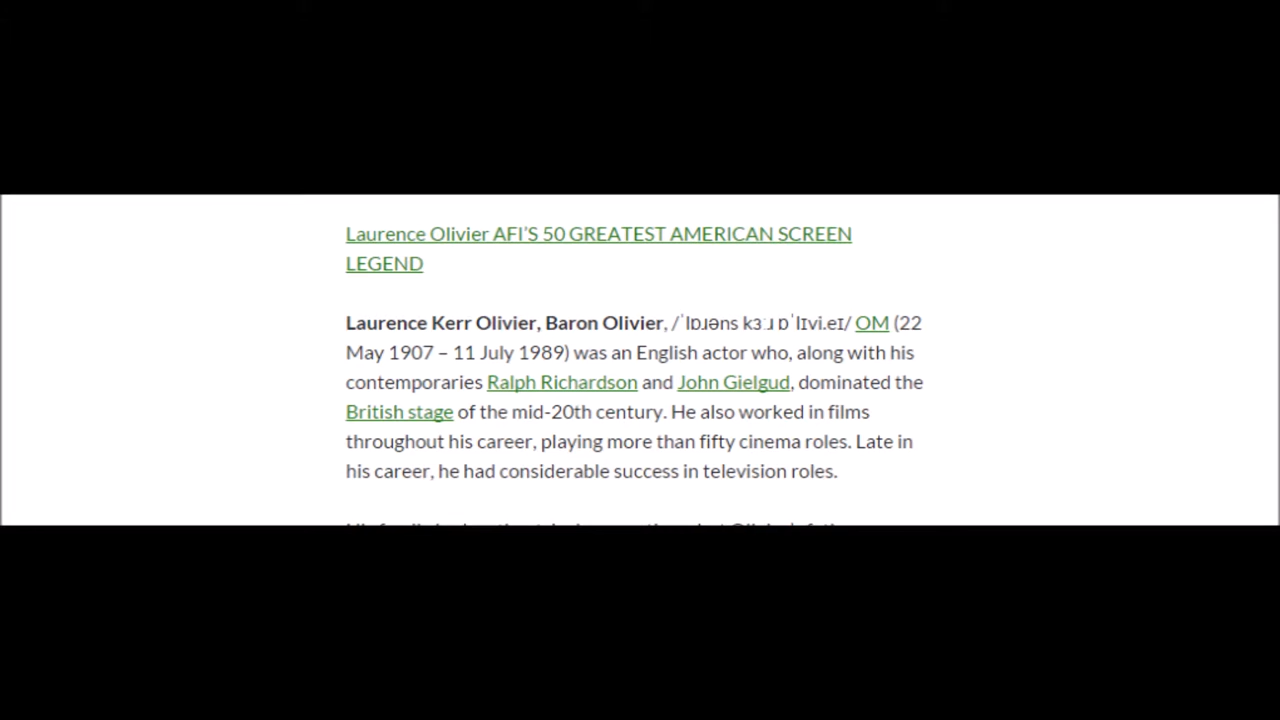 Laurence Olivier AFI'S 50 GREATEST AMERICAN SCREEN
LEGEND
Laurence Kerr Olivier, Baron Olivier, /ˈlɒɹəns kɜːɹ ɒˈlɪvi.eɪ/ OM (22
May 1907 – 11 July 1989) was an English actor who, along with his
contemporaries Ralph Richardson and John Gielgud, dominated the
British stage of the mid-20th century. He also worked in films
throughout his career, playing more than fifty cinema roles. Late in
his career, he had considerable success in television roles.